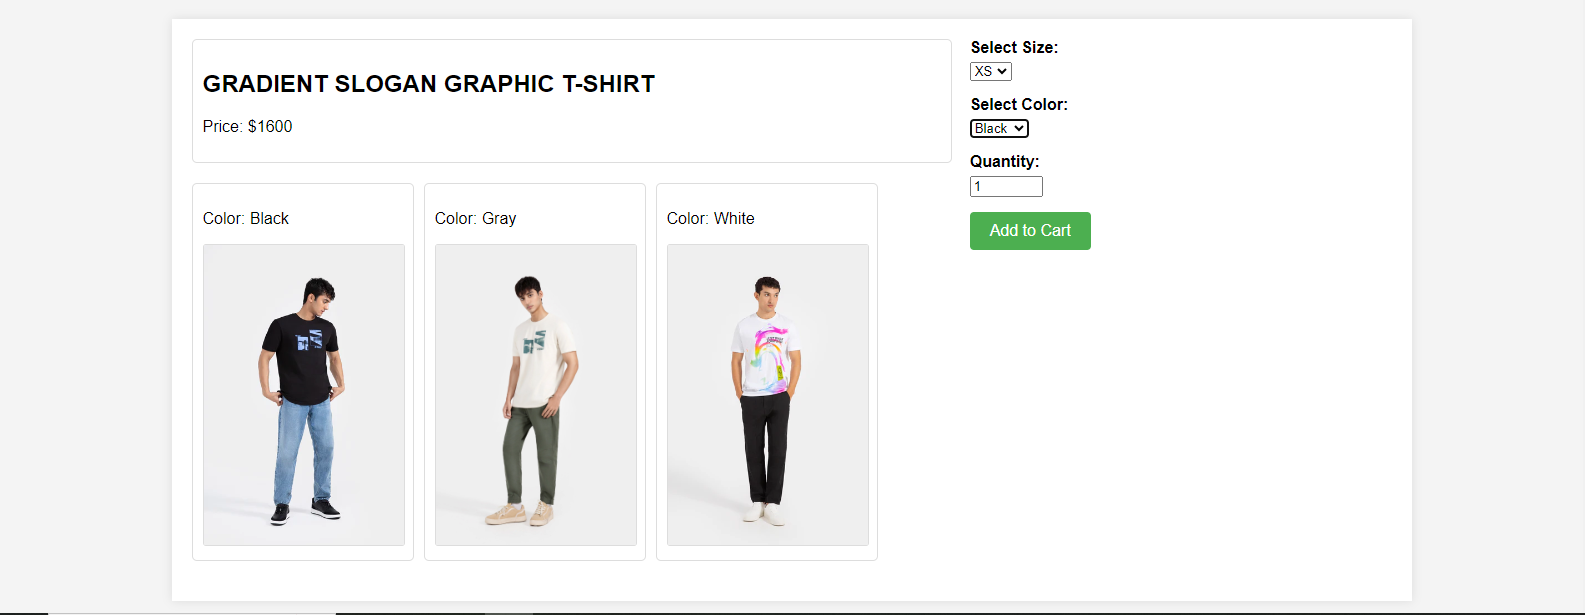 GRADIENT SLOGAN GRAPHIC T-SHIRT
Price: $1600
Color: Black
Color: Gray
Color: White
Select Size:
XS
Select Color:
Black
Quantity:
1
Add to Cart